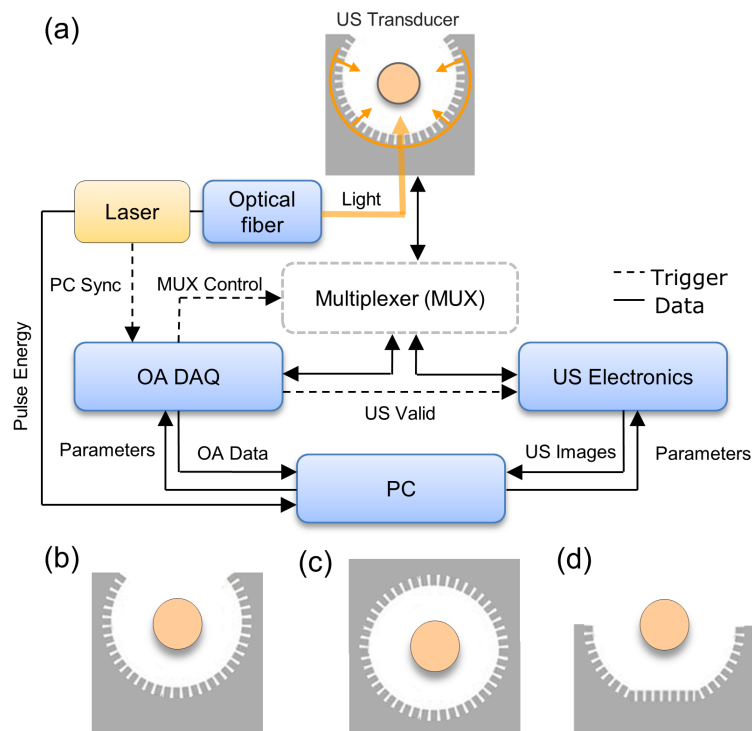 (a)
US Transducer
Laser
Optical
fiber
Light
PC Sync
MUX Control
Multiplexer (MUX)
Trigger
Data
Pulse Energy
OA DAQ
US Electronics
US Valid
Parameters
OA Data
US Images
Parameters
PC
(b)
(c)
(d)